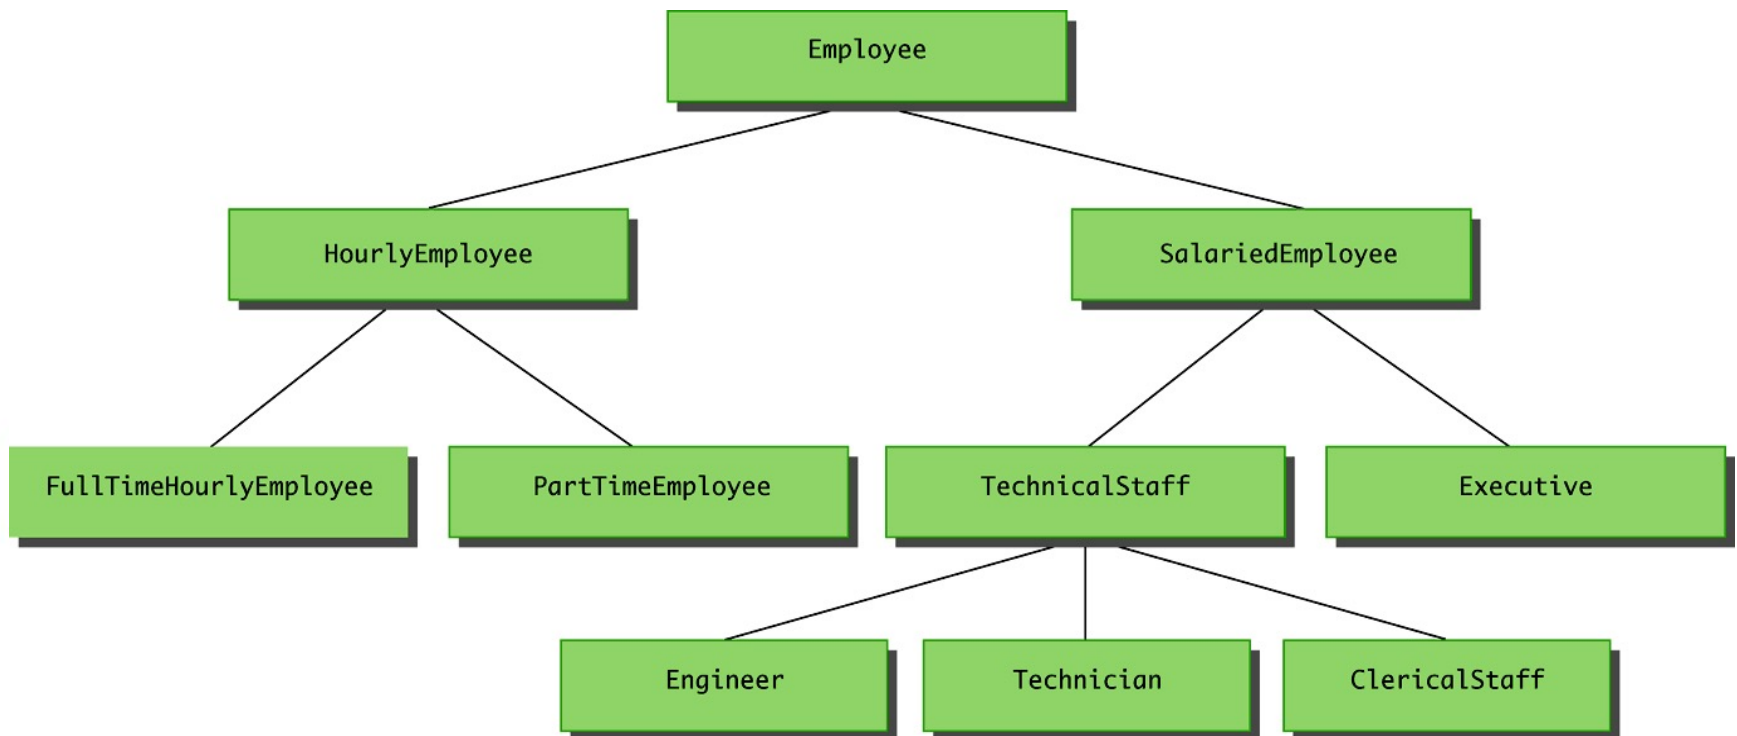 Employee
HourlyEmployee
SalariedEmployee
FullTimeHourlyEmployee
PartTimeEmployee
TechnicalStaff
Executive
Engineer
Technician
ClericalStaff